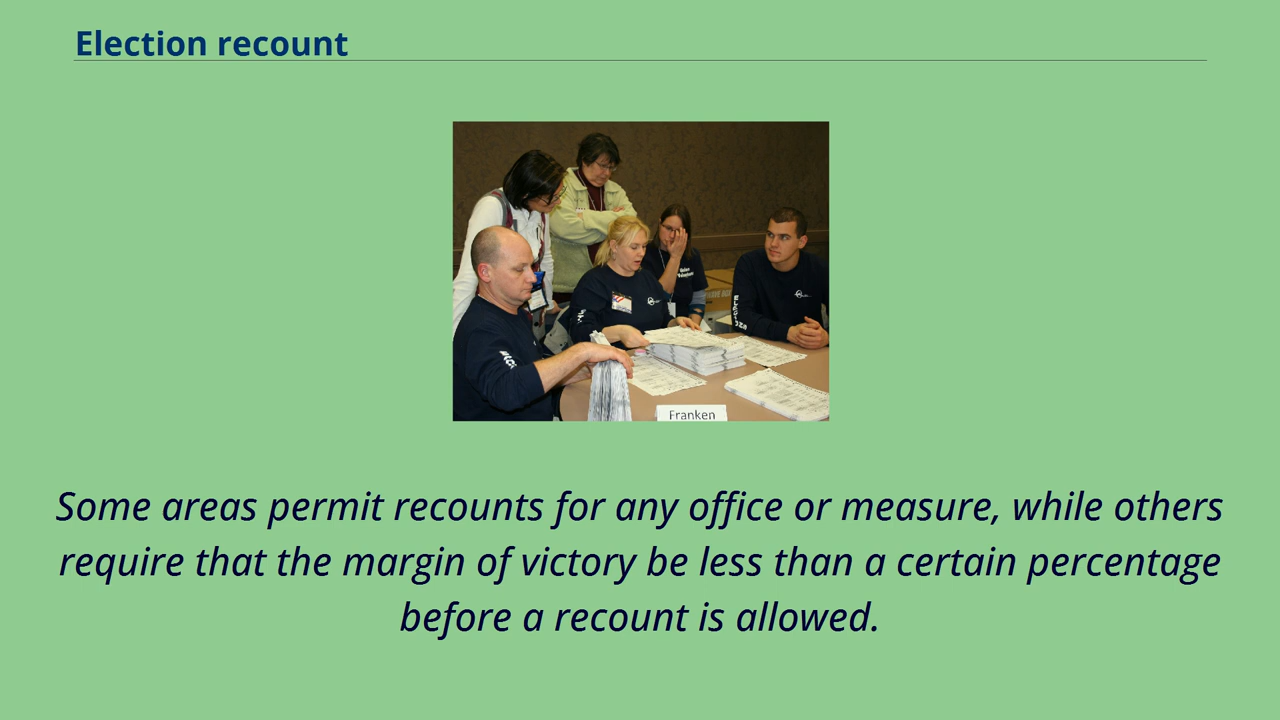 Election recount
Franken
Some areas permit recounts for any office or measure, while others
require that the margin of victory be less than a certain percentage
before a recount is allowed.